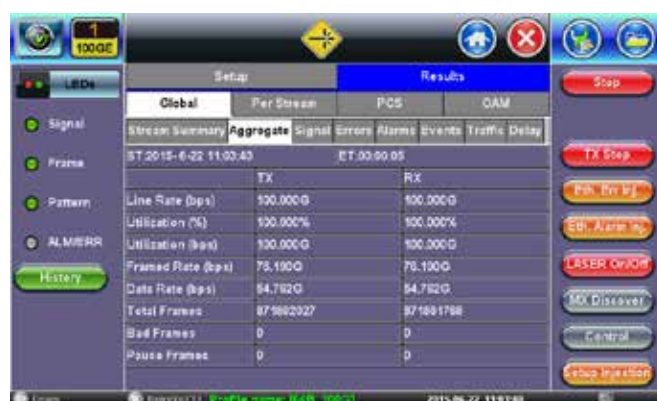 1
100GE
LEDs
Signal
Frame
Pattern
ALM/ERR
History
Setup Results
Global Per Stream PCS OAM
Stream Summary Aggregate Signal Errors Alarms Events Traffic Delay
ST:2015-6-22 11:03:43 ET:00:00:05
TX RX
Line Rate (bps) 100.000G 100.000G
Utilization (%) 100.000% 100.000%
Utilization (bps) 100.000G 100.000G
Framed Rate (bps) 76.190G 76.190G
Data Rate (bps) 54.762G 54.762G
Total Frames
Bad Frames 0 0
Pause Frames 0 0
Stop
TX Stop
Eth. Err Inj.
Eth. Alarm Inj.
LASER On/Off
MX Discover
Control
Setup Injection
Profile name: